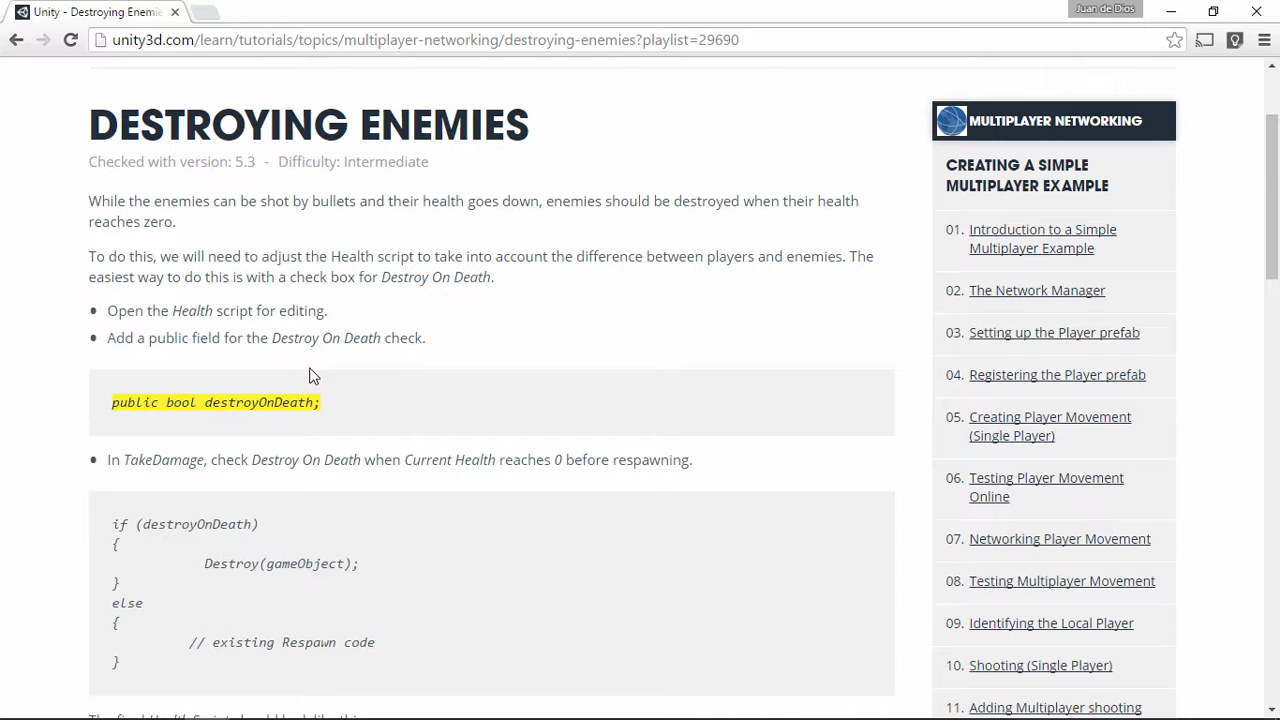 Unity - Destroying Enemie
Juan de Dios
unity3d.com/learn/tutorials/topics/multiplayer-networking/destroying-enemies?playlist=29690
DESTROYING ENEMIES
Checked with version: 5.3 - Difficulty: Intermediate
While the enemies can be shot by bullets and their health goes down, enemies should be destroyed when their health
reaches zero.
To do this, we will need to adjust the Health script to take into account the difference between players and enemies. The
easiest way to do this is with a check box for Destroy On Death.
• Open the Health script for editing.
• Add a public field for the Destroy On Death check.
public bool destroyOnDeath;
• In TakeDamage, check Destroy On Death when Current Health reaches 0 before respawning.
if (destroyOnDeath)
{
Destroy(gameObject);
}
else
{
// existing Respawn code
}
MULTIPLAYER NETWORKING
CREATING A SIMPLE
MULTIPLAYER EXAMPLE
01. Introduction to a Simple
Multiplayer Example
02. The Network Manager
03. Setting up the Player prefab
04. Registering the Player prefab
05. Creating Player Movement
(Single Player)
06. Testing Player Movement
Online
07. Networking Player Movement
08. Testing Multiplayer Movement
09. Identifying the Local Player
10. Shooting (Single Player)
11. Adding Multiplayer shooting